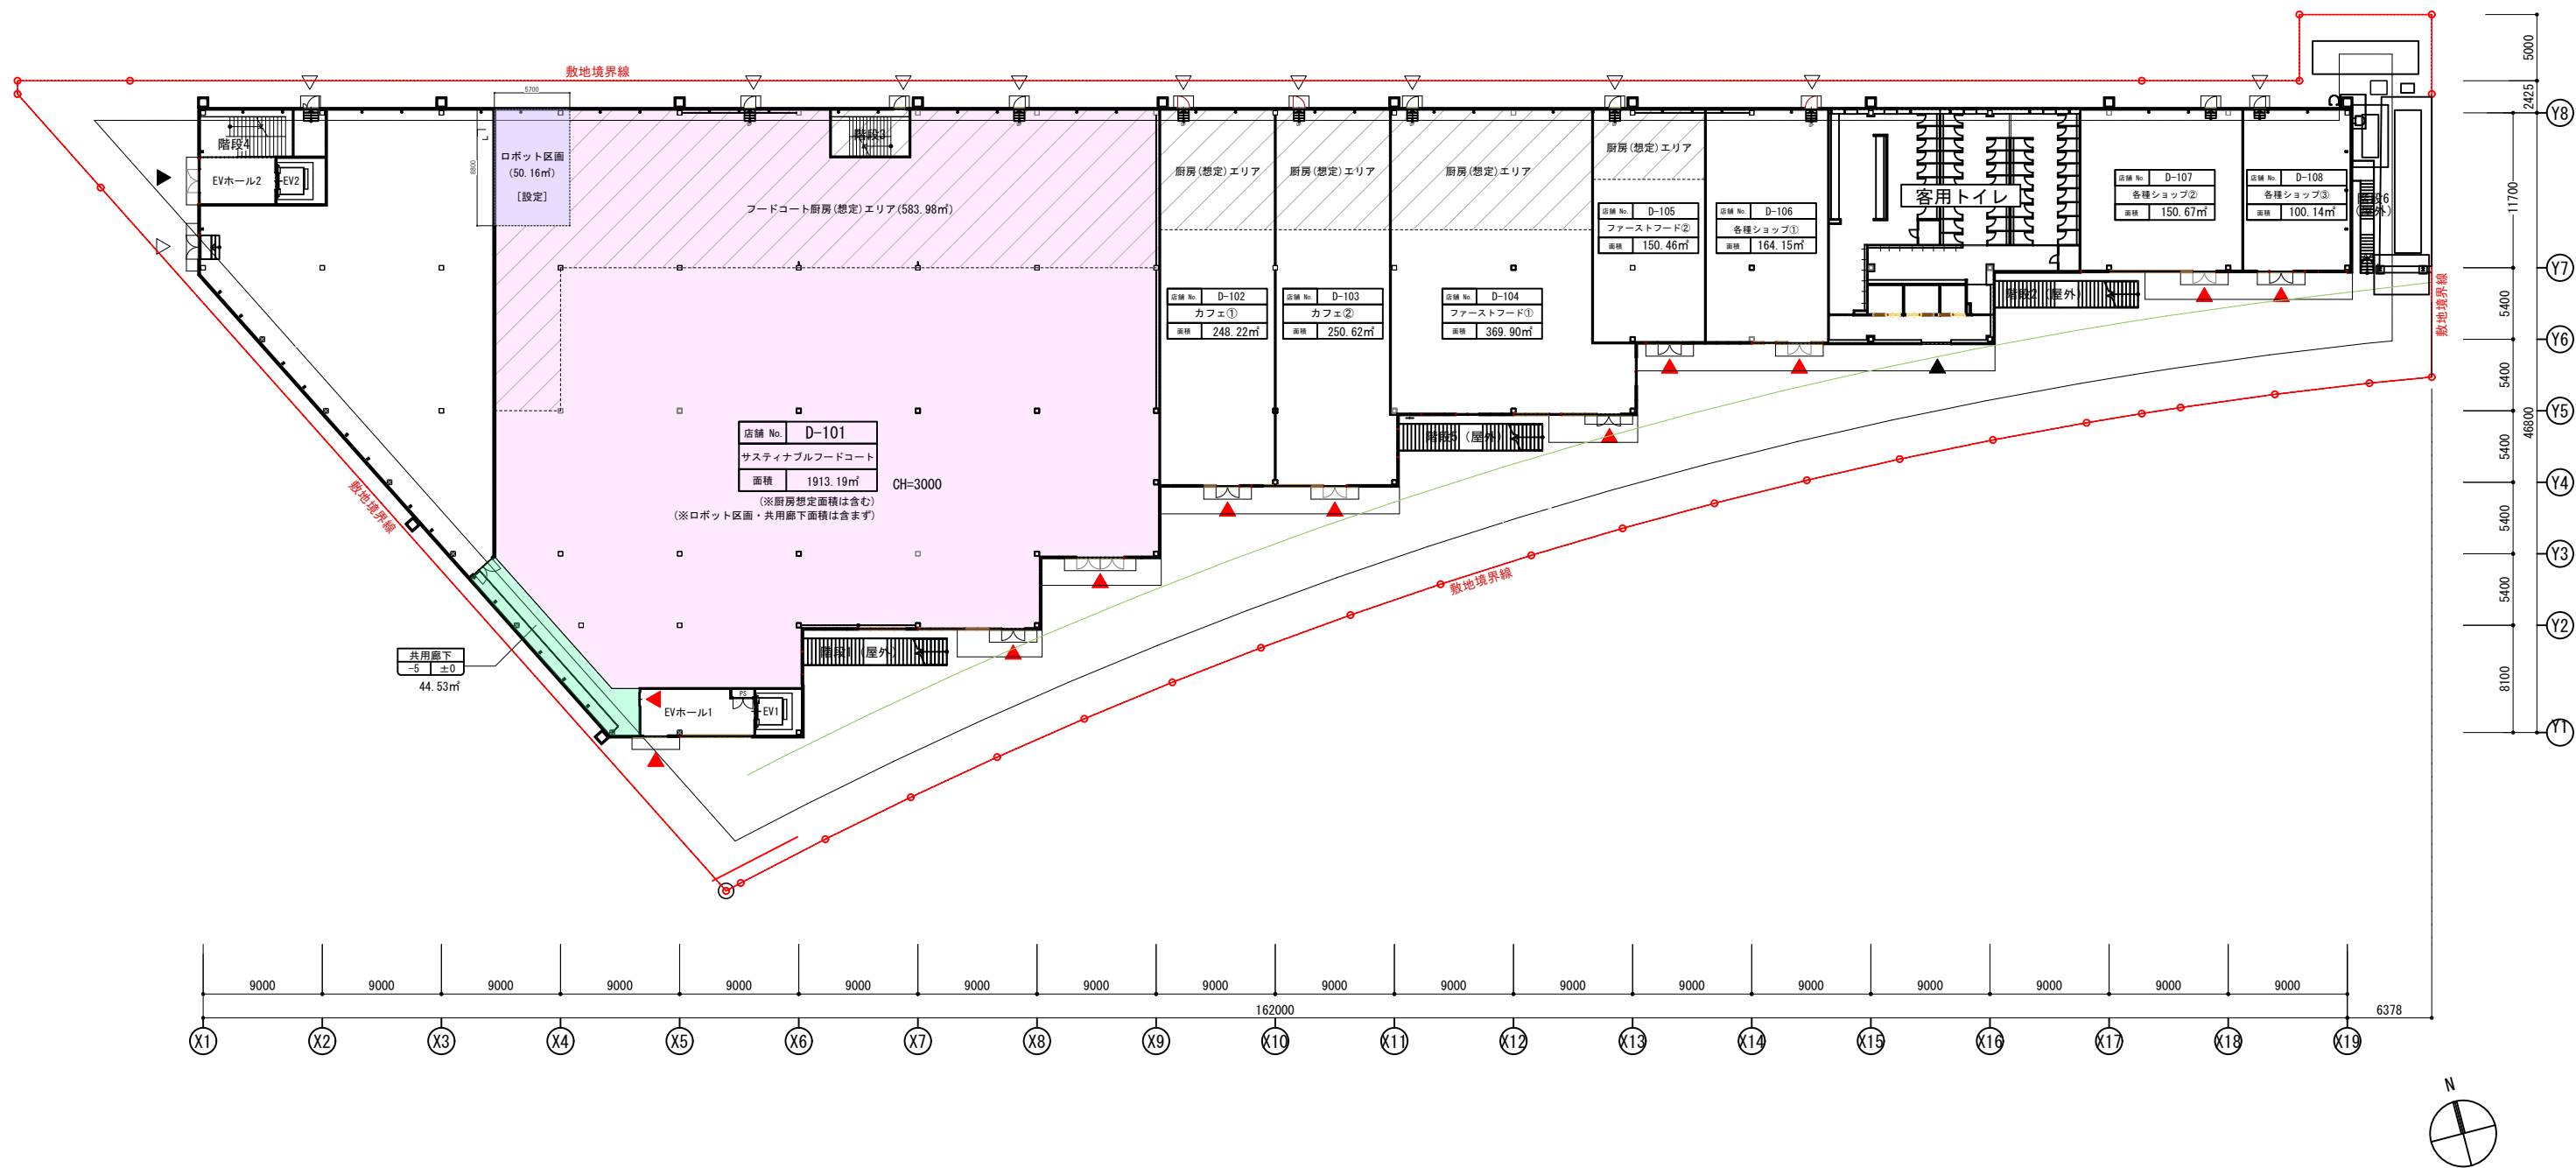 敷地境界線
5000
2425
Y8
5700
8800
階段4
EVホール2
EV2
ロボット区画
(50.16㎡)
[設定]
階段3
フードコート厨房(想定)エリア(583.98㎡)
厨房(想定)エリア
厨房(想定)エリア
厨房(想定)エリア
厨房(想定)エリア
店舗 No. D-105
ファーストフード②
面積 150.46㎡
店舗 No. D-106
各種ショップ①
面積 164.15㎡
客用トイレ
店舗 No. D-107
各種ショップ②
面積 150.67㎡
店舗 No. D-108
各種ショップ③
面積 100.14㎡
階段6
(屋外)
11700
Y7
店舗 No. D-102
カフェ①
面積 248.22㎡
店舗 No. D-103
カフェ②
面積 250.62㎡
店舗 No. D-104
ファーストフード①
面積 369.90㎡
階段2 (屋外)
敷地境界線
5400
Y6
5400
Y5
46800
店舗 No. D-101
サスティナブルフードコート
面積 1913.19㎡
CH=3000
(※厨房想定面積は含む)
(※ロボット区画・共用廊下面積は含まず)
階段5 (屋外)
5400
Y4
敷地境界線
5400
Y3
敷地境界線
5400
Y2
階段1 (屋外)
共用廊下
-5 ±0
44.53㎡
EVホール1
PS
EV1
8100
Y1
9000 9000 9000 9000 9000 9000 9000 9000 9000 9000 9000 9000 9000 9000 9000 9000 9000 9000
162000
6378
X1 X2 X3 X4 X5 X6 X7 X8 X9 X10 X11 X12 X13 X14 X15 X16 X17 X18 X19
N